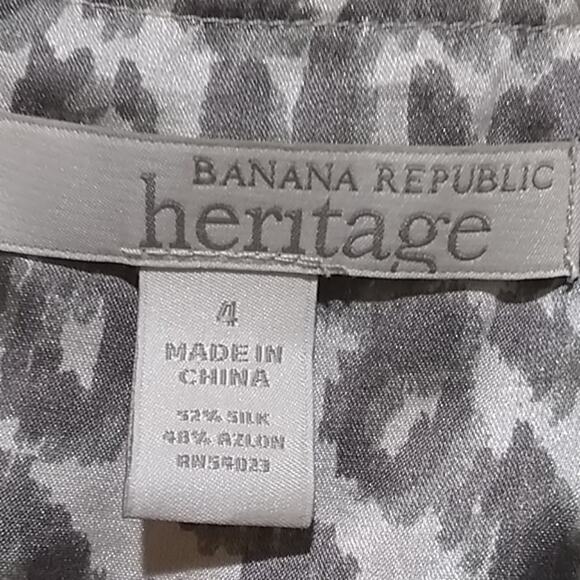 BANANA REPUBLIC
heritage
4
MADE IN
CHINA
52% SILK
48% AZLON
RN54023